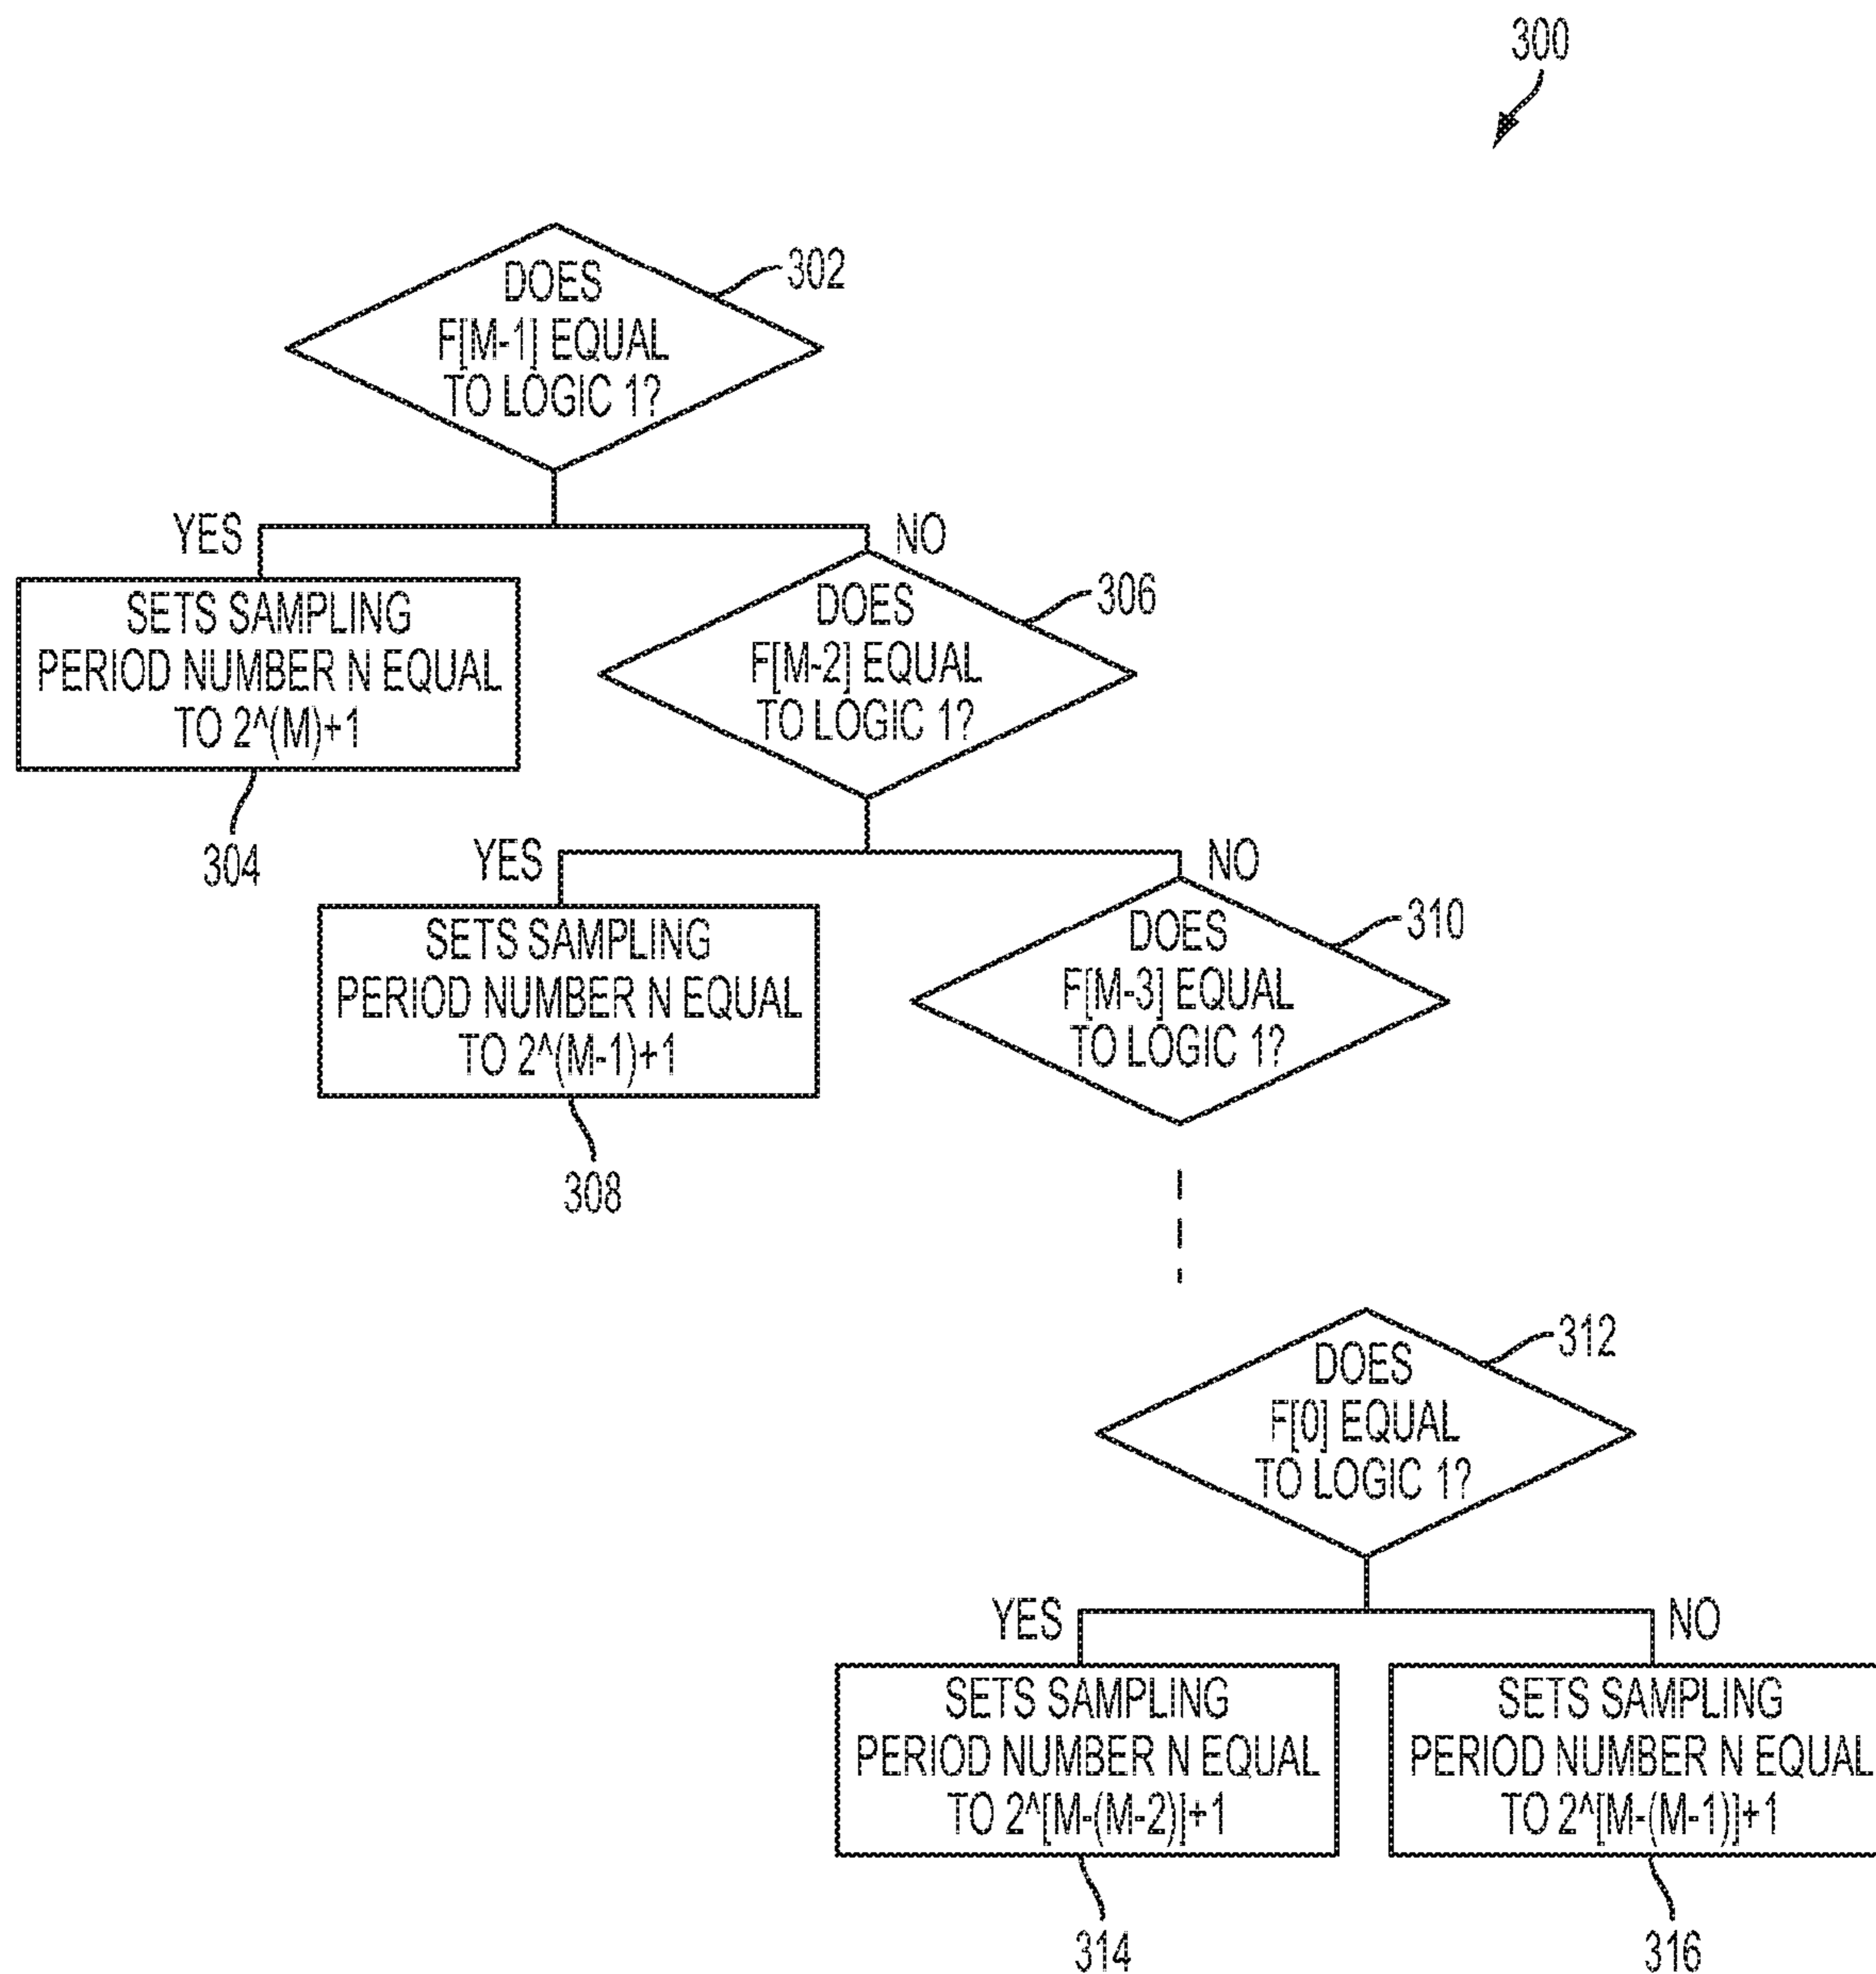 300
DOES
F[M-1] EQUAL
TO LOGIC 1?
302
YES
NO
SETS SAMPLING
PERIOD NUMBER N EQUAL
TO 2^(M)+1
304
DOES
F[M-2] EQUAL
TO LOGIC 1?
306
YES
NO
SETS SAMPLING
PERIOD NUMBER N EQUAL
TO 2^(M-1)+1
308
DOES
F[M-3] EQUAL
TO LOGIC 1?
310
DOES
F[0] EQUAL
TO LOGIC 1?
312
YES
NO
SETS SAMPLING
PERIOD NUMBER N EQUAL
TO 2^[M-(M-2)]+1
314
SETS SAMPLING
PERIOD NUMBER N EQUAL
TO 2^[M-(M-1)]+1
316